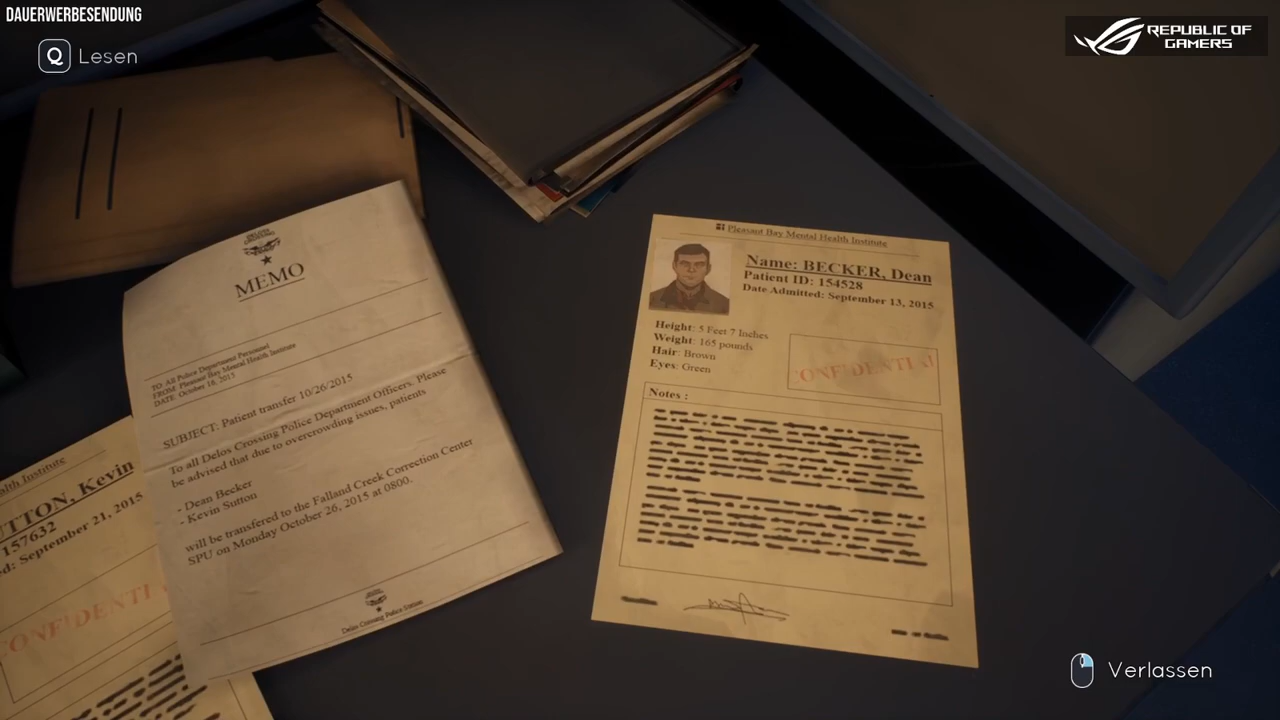 DAUERWERBESENDUNG
Q Lesen
REPUBLIC OF
GAMERS
MEMO
TO: All Police Department Personnel
FROM: Pleasant Bay Mental Health Institute
DATE: October 18, 2015
SUBJECT: Patient transfer 10/26/2015
To all Delos Crossing Police Department Officers. Please
be advised that due to overcrowding issues, patients
- Dean Becker
- Kevin Sutton
will be transfered to the Falland Creek Correction Center
SPU on Monday October 26, 2015 at 0800.
Delos Crossing Police Station
Institute
UTTON, Kevin
157632
September 21, 2015
CONFIDENTIA
Pleasant Bay Mental Health Institute
Name: BECKER, Dean
Patient ID: 154528
Date Admitted: September 13, 2015
Height: 5 Feet 7 Inches
Weight: 165 pounds
Hair: Brown
Eyes: Green
CONFIDENTIAL
Notes :
Verlassen